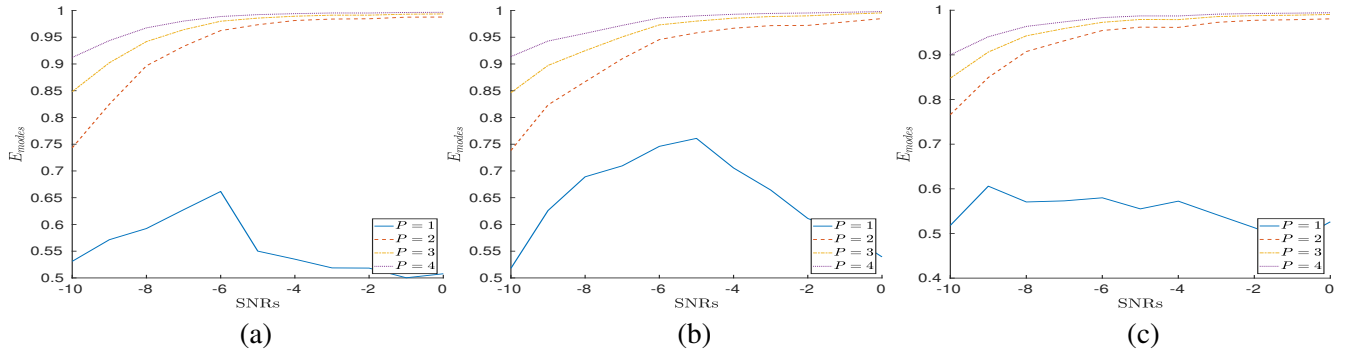 1
0.95
0.9
0.85
0.8
0.75
0.7
0.65
0.6
0.55
0.5
E_modes
-10
-8
-6
-4
-2
0
SNRs
P = 1
P = 2
P = 3
P = 4
(a)
1
0.95
0.9
0.85
0.8
0.75
0.7
0.65
0.6
0.55
0.5
E_modes
-10
-8
-6
-4
-2
0
SNRs
P = 1
P = 2
P = 3
P = 4
(b)
1
0.9
0.8
0.7
0.6
0.5
0.4
E_modes
-10
-8
-6
-4
-2
0
SNRs
P = 1
P = 2
P = 3
P = 4
(c)